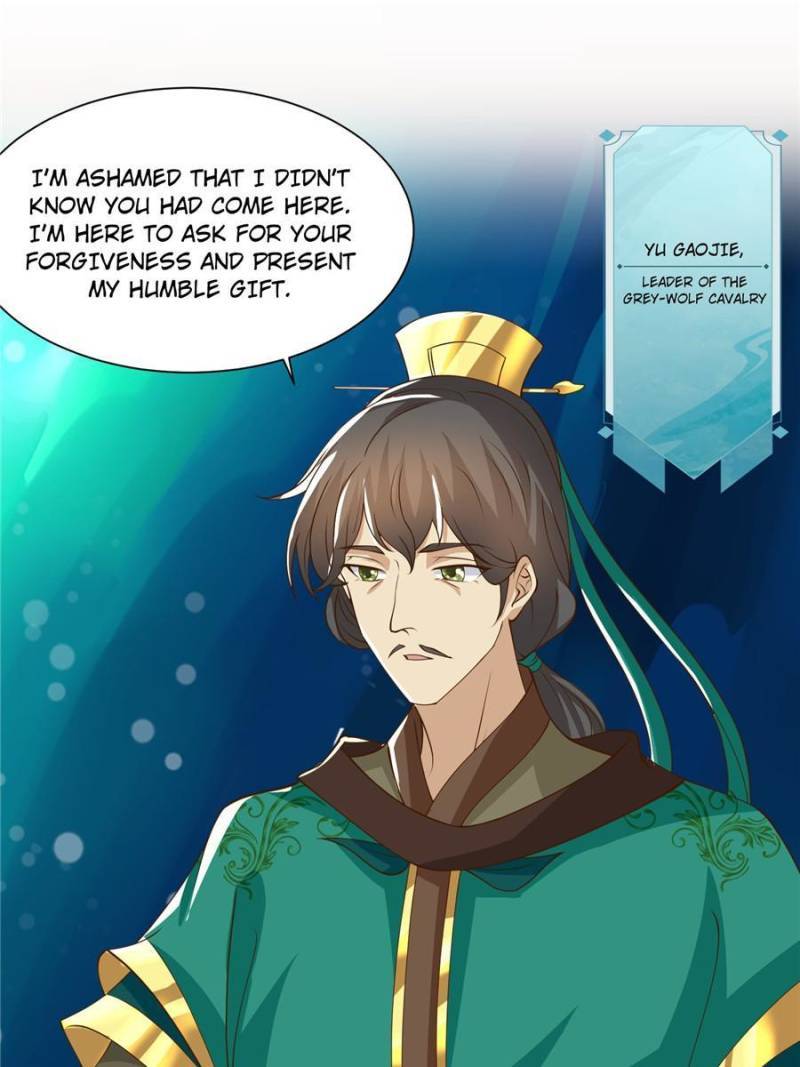 I'M ASHAMED THAT I DIDN'T
KNOW YOU HAD COME HERE.
I'M HERE TO ASK FOR YOUR
FORGIVENESS AND PRESENT
MY HUMBLE GIFT.
YU GAOJIE,
LEADER OF THE
GREY-WOLF CAVALRY